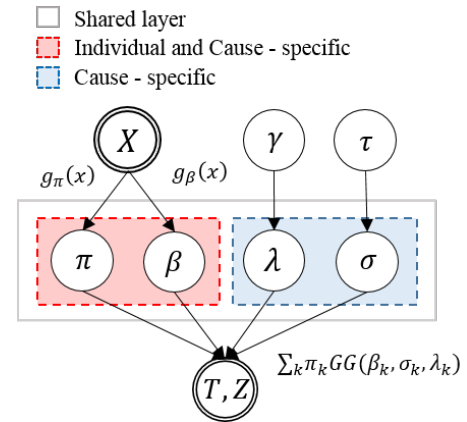 Shared layer
Individual and Cause - specific
Cause - specific
X γ τ
g_π(x) g_β(x)
π β λ σ
∑_k π_k GG(β_k, σ_k, λ_k)
T, Z